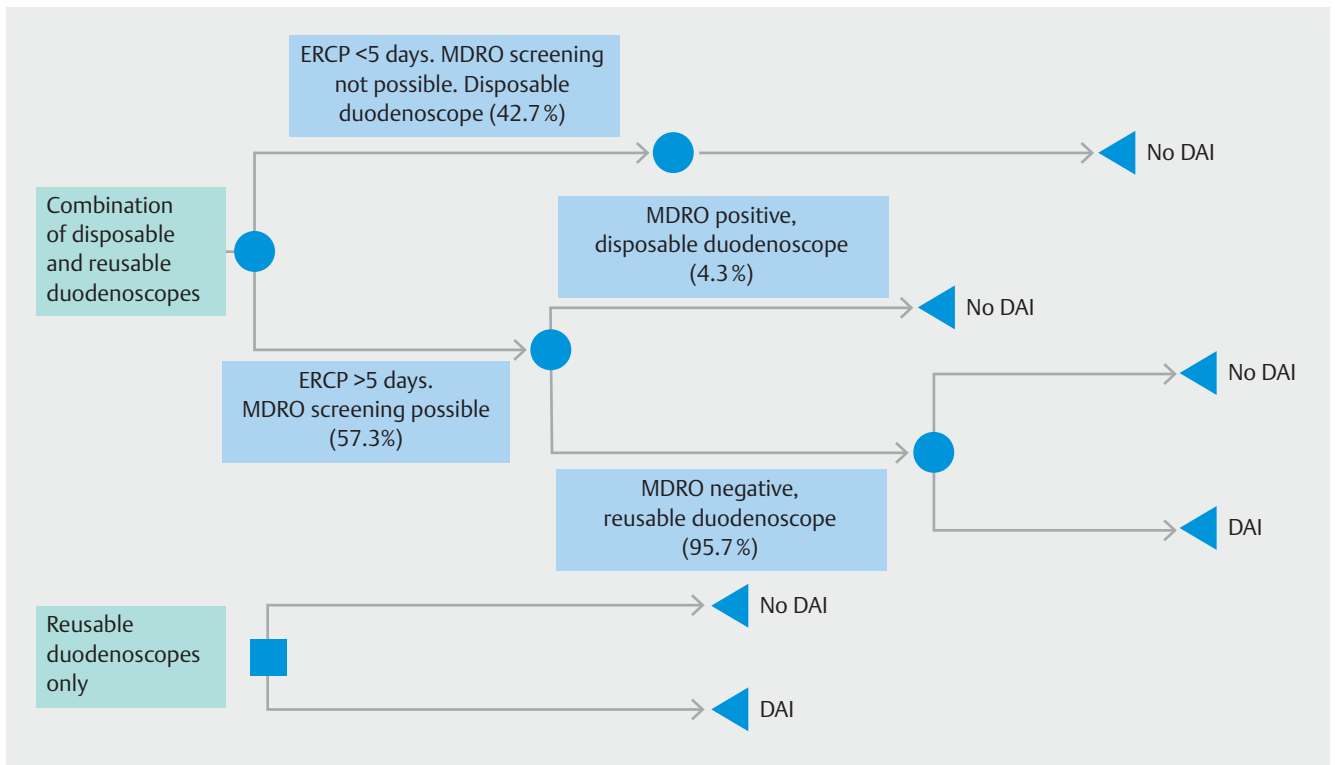 ERCP <5 days. MDRO screening
not possible. Disposable
duodenoscope (42.7 %)
No DAI
Combination
of disposable
and reusable
duodenoscopes
MDRO positive,
disposable duodenoscope
(4.3 %)
No DAI
ERCP >5 days.
MDRO screening possible
(57.3%)
No DAI
MDRO negative,
reusable duodenoscope
(95.7 %)
DAI
Reusable
duodenoscopes
only
No DAI
DAI